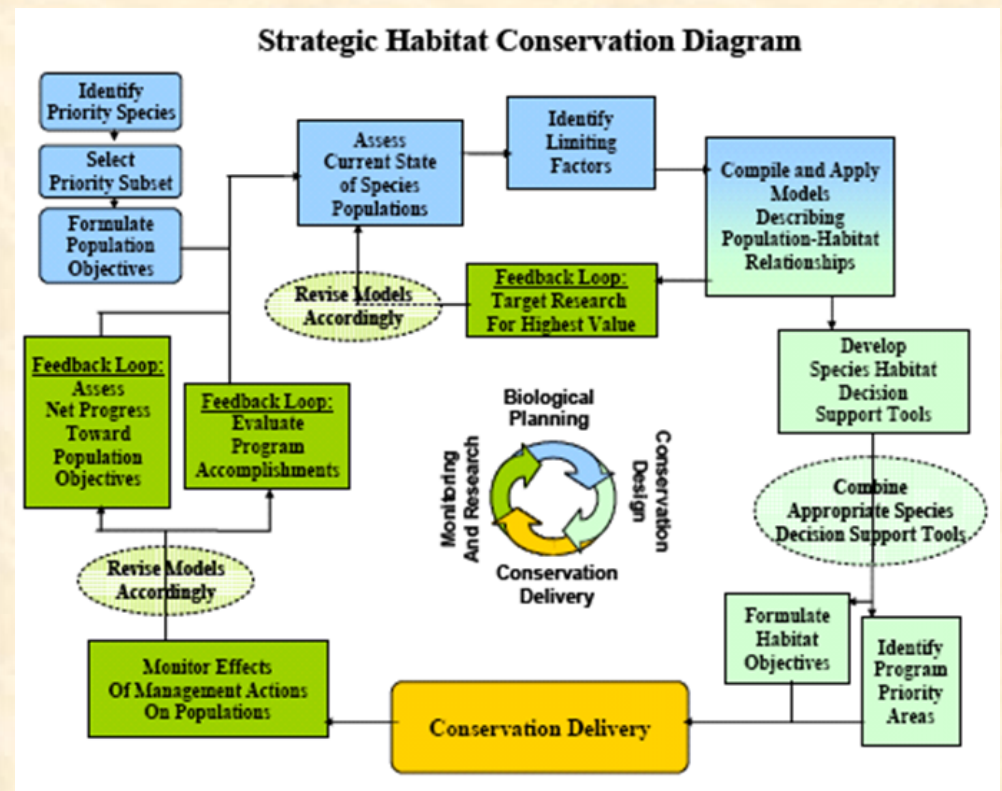 Strategic Habitat Conservation Diagram
Identify
Priority Species
Select
Priority Subset
Formulate
Population
Objectives
Assess
Current State
of Species
Populations
Identify
Limiting
Factors
Compile and Apply
Models
Describing
Population-Habitat
Relationships
Feedback Loop:
Target Research
For Highest Value
Revise Models
Accordingly
Develop
Species Habitat
Decision
Support Tools
Combine
Appropriate Species
Decision Support Tools
Formulate
Habitat
Objectives
Identify
Program
Priority
Areas
Conservation Delivery
Monitor Effects
Of Management Actions
On Populations
Revise Models
Accordingly
Feedback Loop:
Assess
Net Progress
Toward
Population
Objectives
Feedback Loop:
Evaluate
Program
Accomplishments
Biological
Planning
Conservation
Design
Conservation
Delivery
Monitoring
And Research